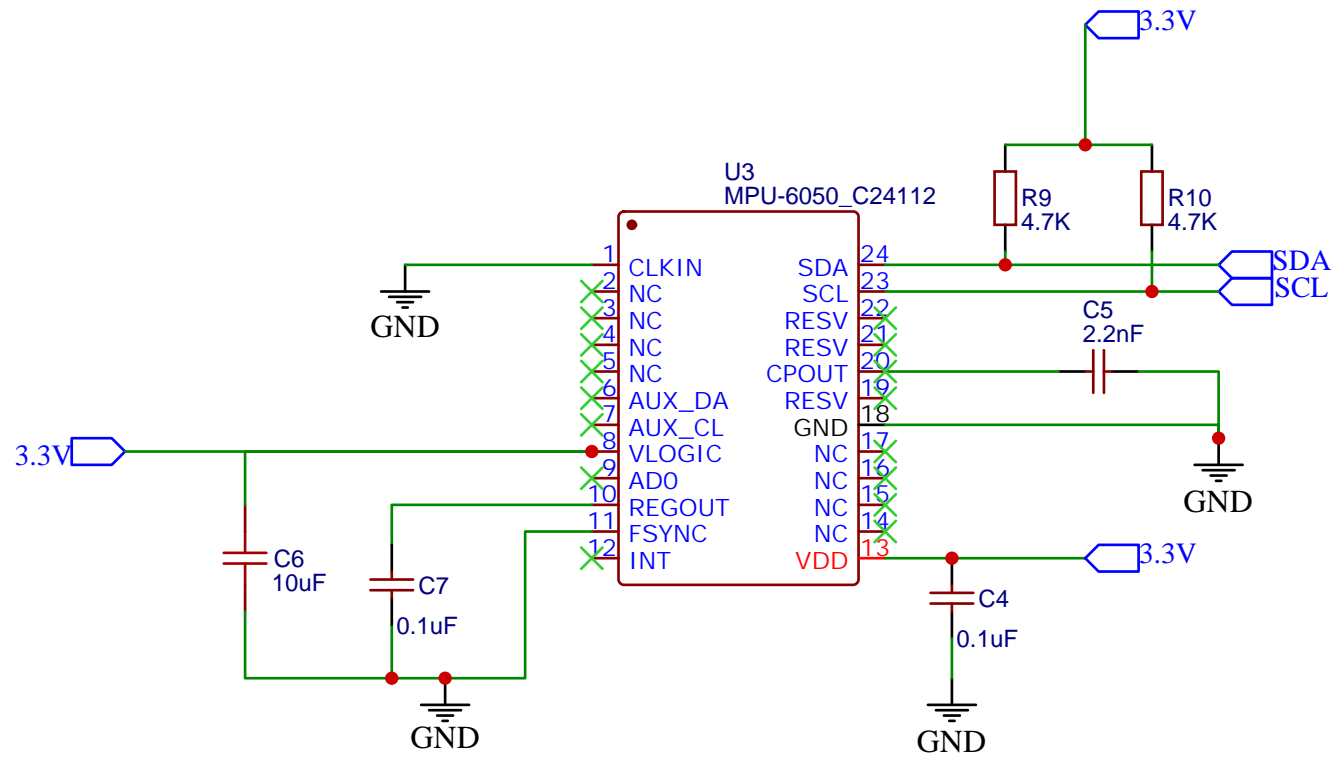 3.3V
U3
MPU-6050_C24112
R9
4.7K
R10
4.7K
1
CLKIN
2
NC
3
NC
4
NC
5
NC
6
AUX_DA
7
AUX_CL
8
VLOGIC
9
AD0
10
REGOUT
11
FSYNC
12
INT
24
SDA
23
SCL
22
RESV
21
RESV
20
CPOUT
19
RESV
18
GND
17
NC
16
NC
15
NC
14
NC
13
VDD
SDA
SCL
GND
C5
2.2nF
GND
3.3V
C6
10uF
C7
0.1uF
GND
3.3V
C4
0.1uF
GND